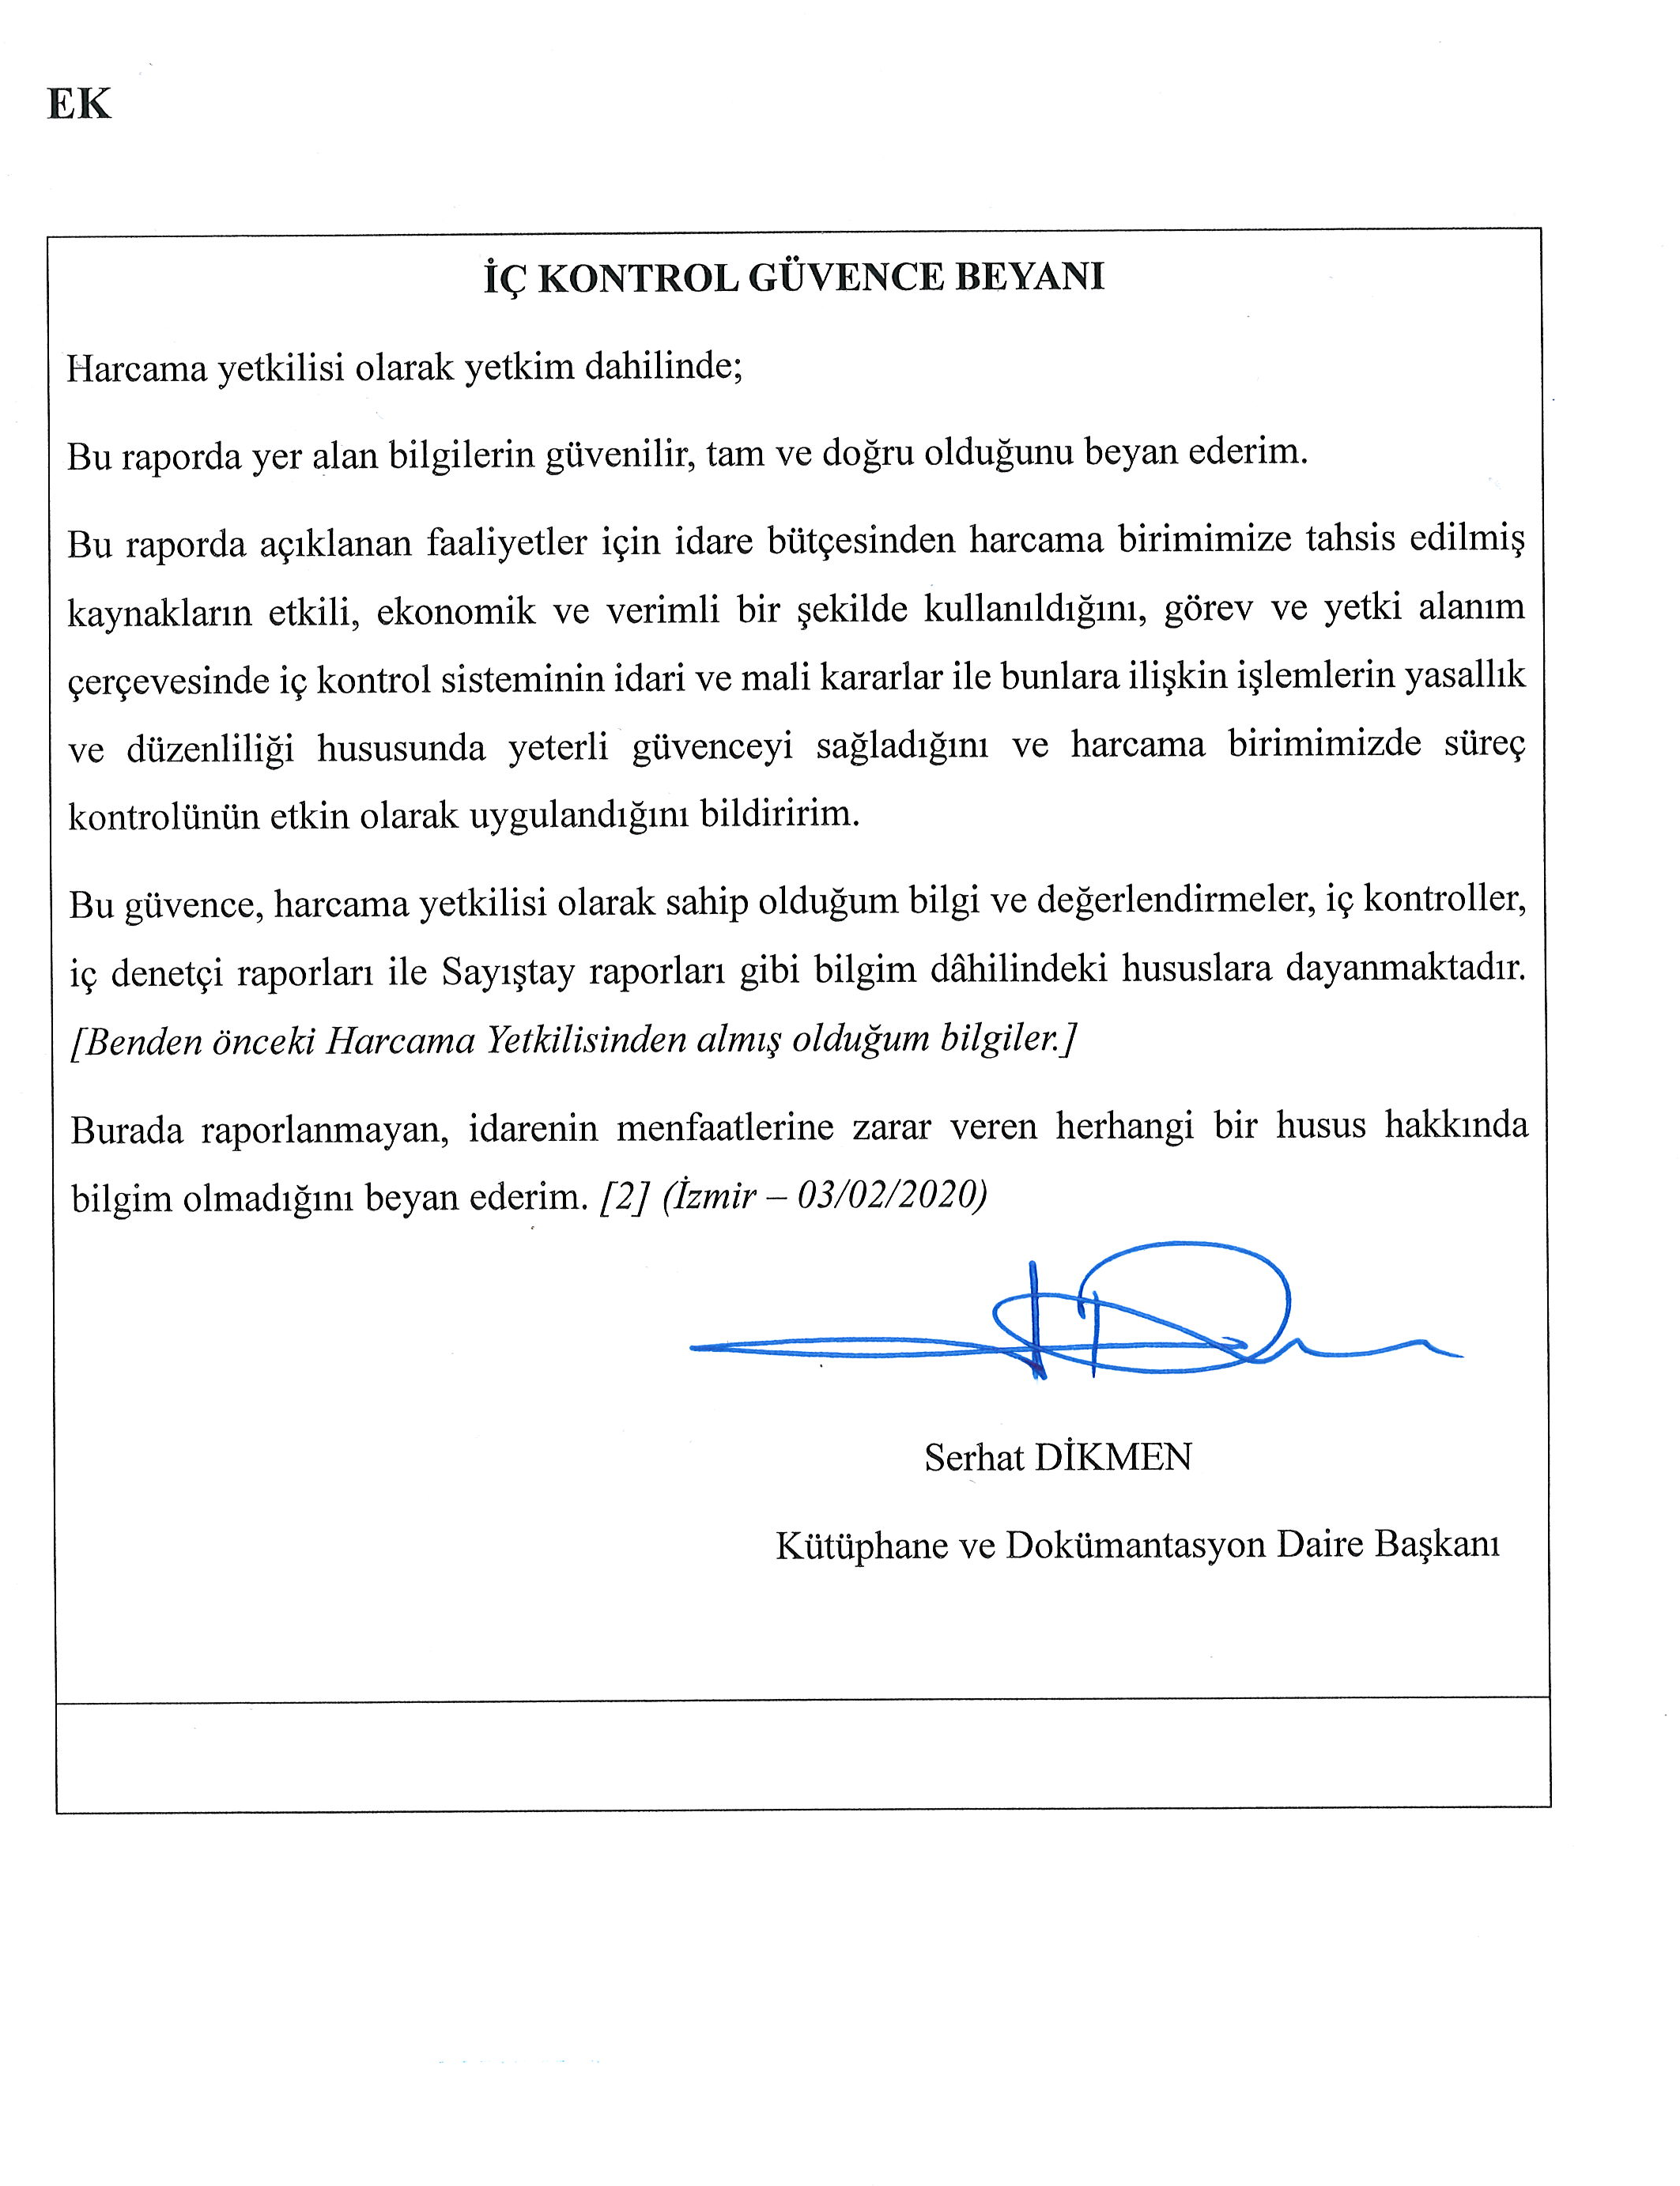 EK
İÇ KONTROL GÜVENCE BEYANI
Harcama yetkilisi olarak yetkim dahilinde;
Bu raporda yer alan bilgilerin güvenilir, tam ve doğru olduğunu beyan ederim.
Bu raporda açıklanan faaliyetler için idare bütçesinden harcama birimimize tahsis edilmiş
kaynakların etkili, ekonomik ve verimli bir şekilde kullanıldığını, görev ve yetki alanım
çerçevesinde iç kontrol sisteminin idari ve mali kararlar ile bunlara ilişkin işlemlerin yasallık
ve düzenliliği hususunda yeterli güvenceyi sağladığını ve harcama birimimizde süreç
kontrolünün etkin olarak uygulandığını bildiririm.
Bu güvence, harcama yetkilisi olarak sahip olduğum bilgi ve değerlendirmeler, iç kontroller,
iç denetçi raporları ile Sayıştay raporları gibi bilgim dâhilindeki hususlara dayanmaktadır.
[Benden önceki Harcama Yetkilisinden almış olduğum bilgiler.]
Burada raporlanmayan, idarenin menfaatlerine zarar veren herhangi bir husus hakkında
bilgim olmadığını beyan ederim. [2] (İzmir – 03/02/2020)
Serhat DİKMEN
Kütüphane ve Dokümantasyon Daire Başkanı